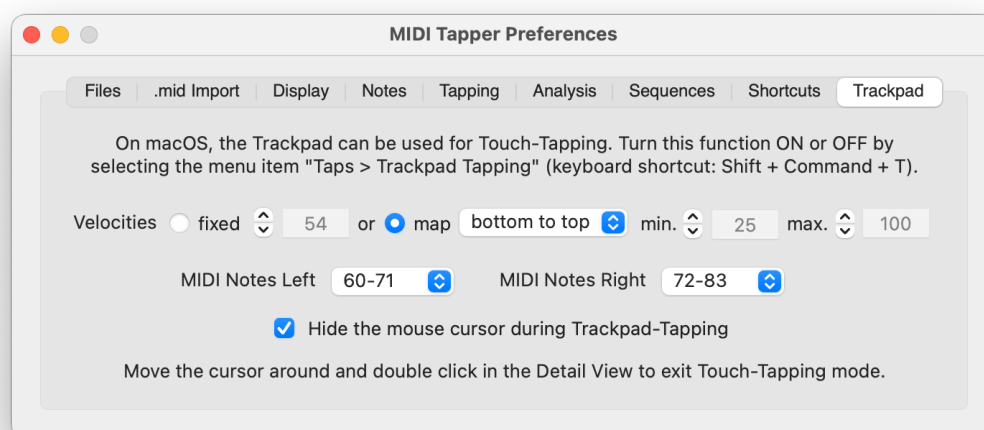 MIDI Tapper Preferences
Files .mid Import Display Notes Tapping Analysis Sequences Shortcuts Trackpad
On macOS, the Trackpad can be used for Touch-Tapping. Turn this function ON or OFF by
selecting the menu item "Taps > Trackpad Tapping" (keyboard shortcut: Shift + Command + T).
Velocities fixed 54 or map bottom to top min. 25 max. 100
MIDI Notes Left 60-71 MIDI Notes Right 72-83
Hide the mouse cursor during Trackpad-Tapping
Move the cursor around and double click in the Detail View to exit Touch-Tapping mode.